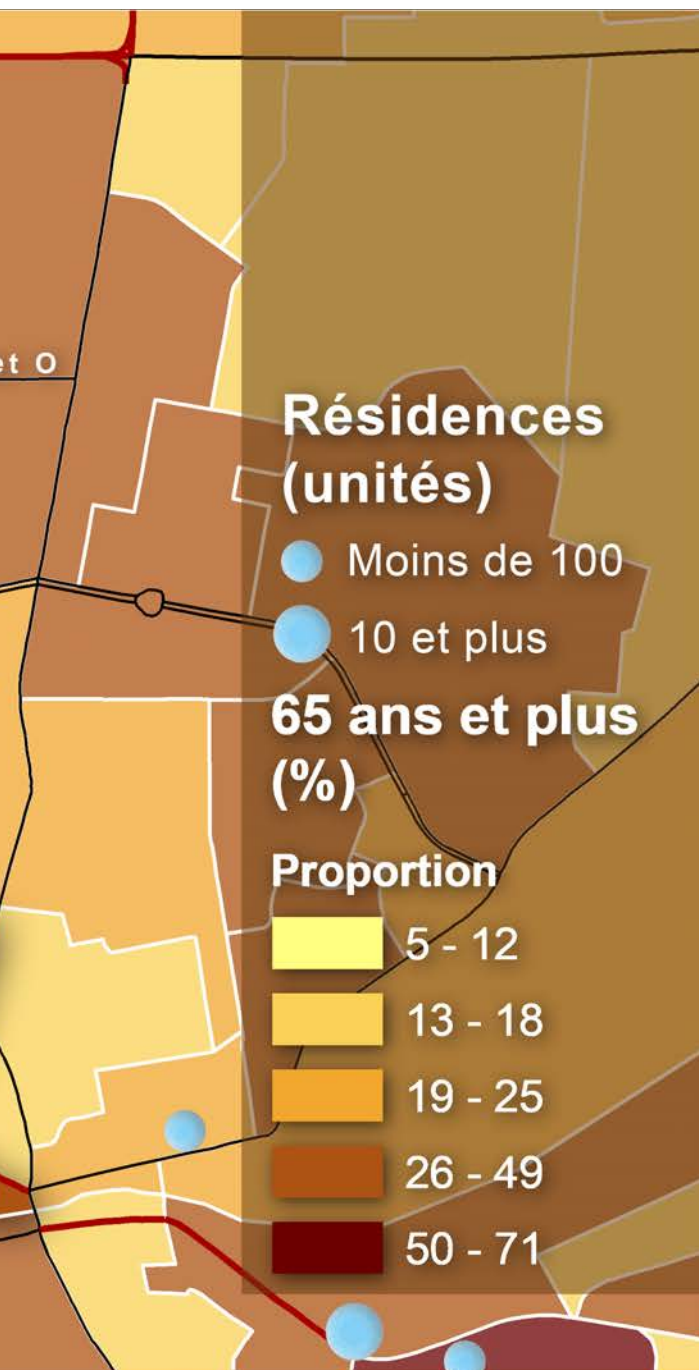 et O
Résidences
(unités)
Moins de 100
10 et plus
65 ans et plus
(%)
Proportion
5 - 12
13 - 18
19 - 25
26 - 49
50 - 71